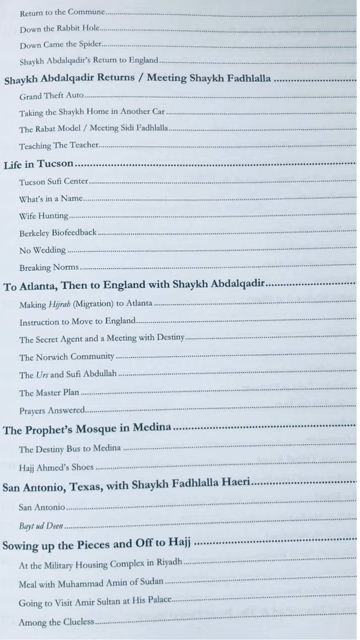 Return to the Commune
Down the Rabbit Hole
Down Came the Spider
Shaykh Abdalqadir's Return to England
Shaykh Abdalqadir Returns / Meeting Shaykh Fadhlalla
Grand Theft Auto
Taking the Shaykh Home in Another Car
The Rabat Model / Meeting Sidi Fadhlalla
Teaching The Teacher
Life in Tucson
Tucson Sufi Center
What's in a Name
Wife Hunting
Berkeley Biofeedback
No Wedding
Breaking Norms
To Atlanta, Then to England with Shaykh Abdalqadir
Making Hijrah (Migration) to Atlanta
Instruction to Move to England
The Secret Agent and a Meeting with Destiny
The Norwich Community
The Urs and Sufi Abdullah
The Master Plan
Prayers Answered
The Prophet's Mosque in Medina
The Destiny Bus to Medina
Hajj Ahmed's Shoes
San Antonio, Texas, with Shaykh Fadhlalla Haeri
San Antonio
Bayt ud Deen
Sowing up the Pieces and Off to Hajj
At the Military Housing Complex in Riyadh
Meal with Muhammad Amin of Sudan
Going to Visit Amir Sultan at His Palace
Among the Clueless